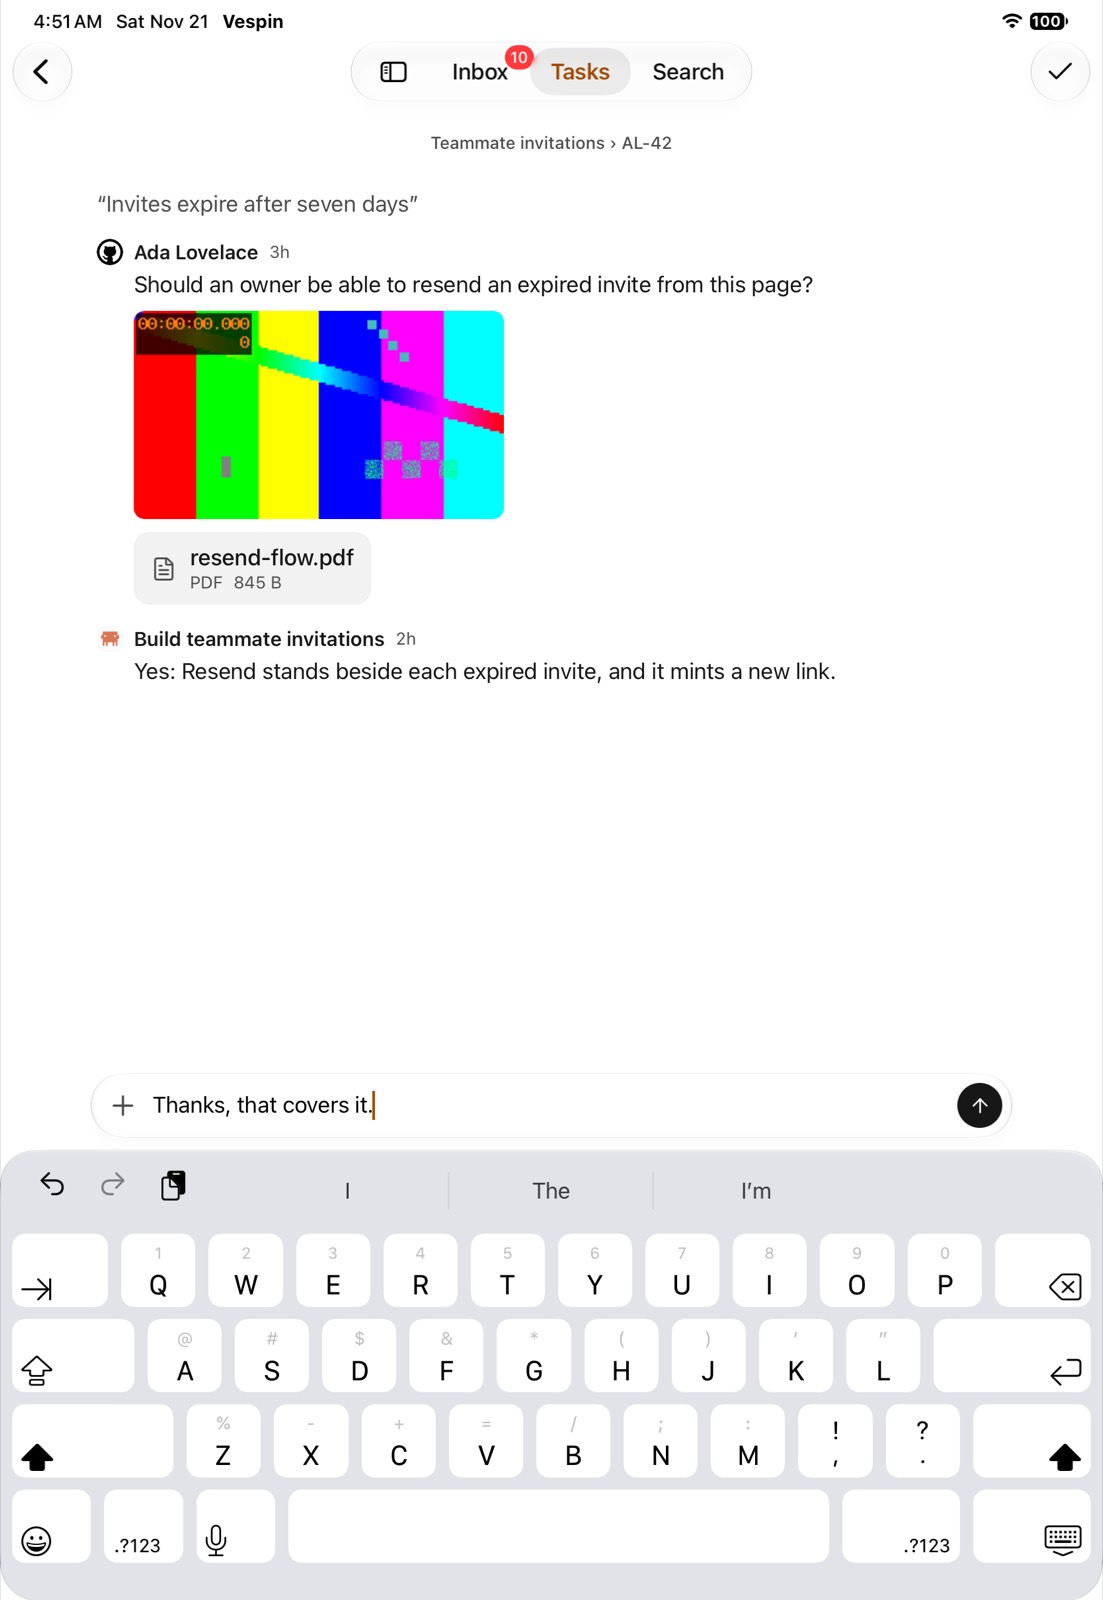 4:51 AM Sat Nov 21 Vespin
100
Inbox 10 Tasks Search
Teammate invitations › AL-42
“Invites expire after seven days”
Ada Lovelace 3h
Should an owner be able to resend an expired invite from this page?
00:00:00.000
0
resend-flow.pdf
PDF 845 B
Build teammate invitations 2h
Yes: Resend stands beside each expired invite, and it mints a new link.
Thanks, that covers it.
I The I’m
1 2 3 4 5 6 7 8 9 0
Q W E R T Y U I O P
@ # $ & * ( ) ' "
A S D F G H J K L
% - + = / ; : ! ?
Z X C V B N M , .
.?123 .?123